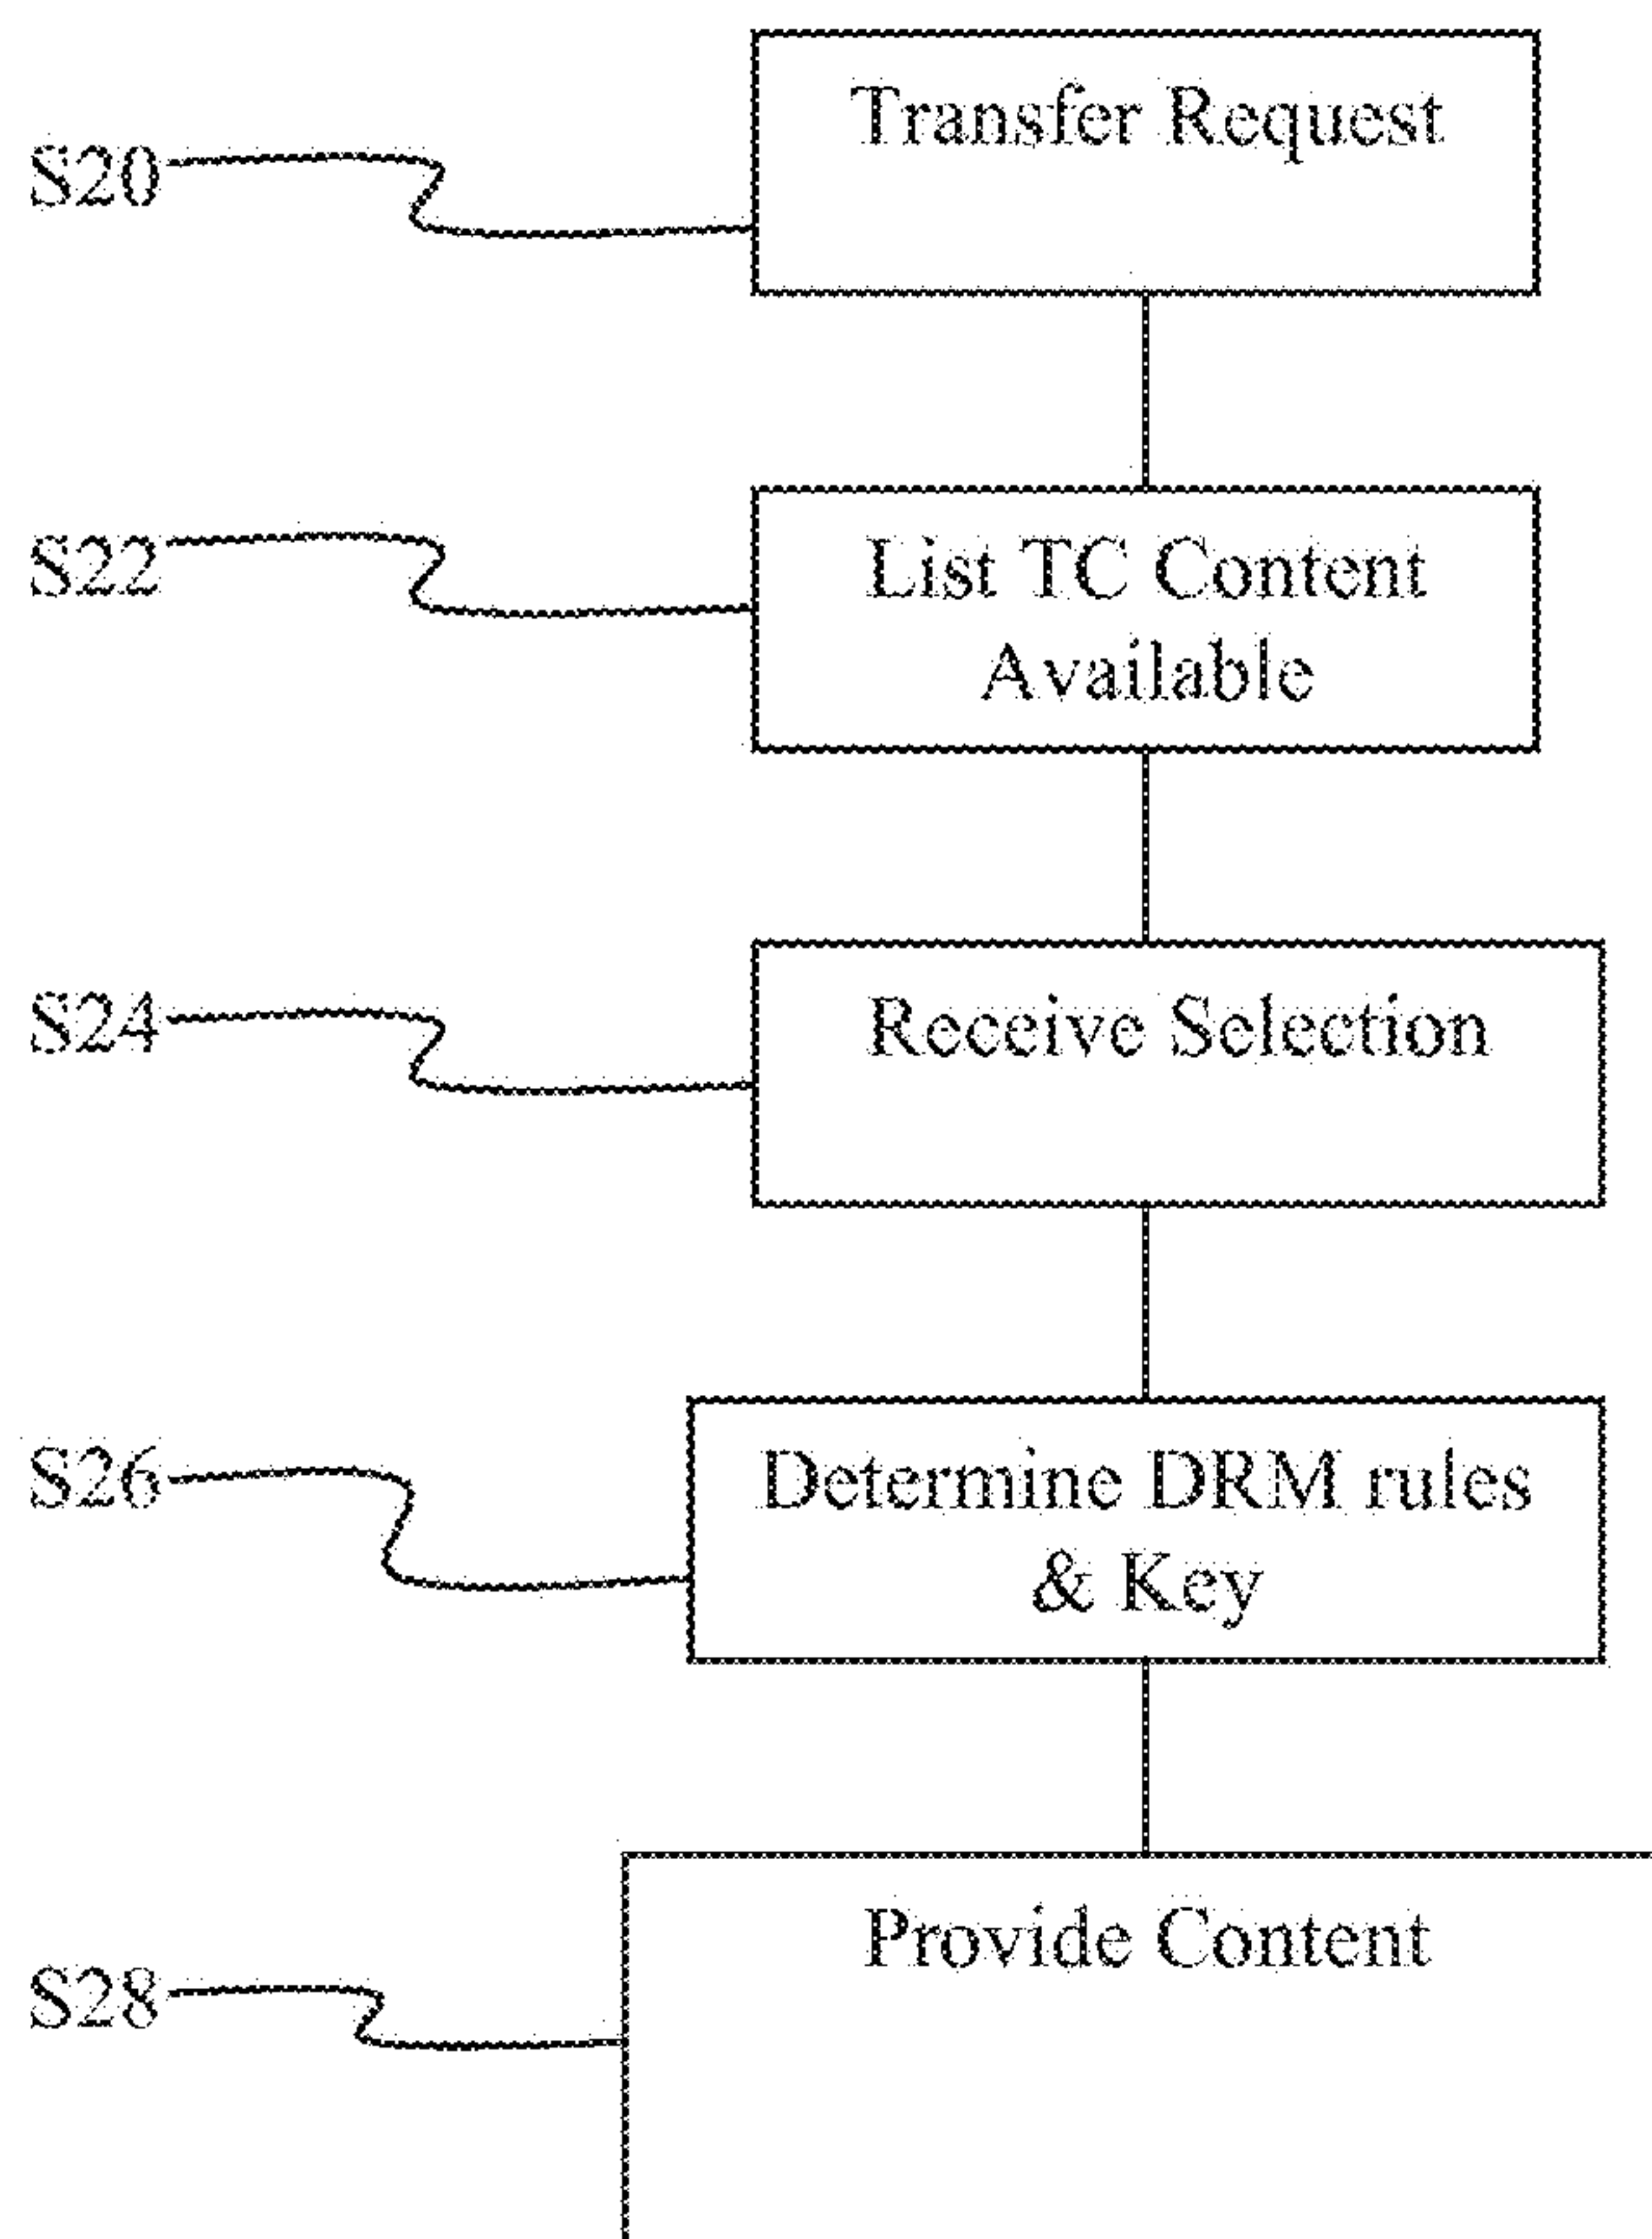 Transfer Request
S20
S22
List TC Content
Available
S24
Receive Selection
S26
Determine DRM rules
& Key
Provide Content
S28